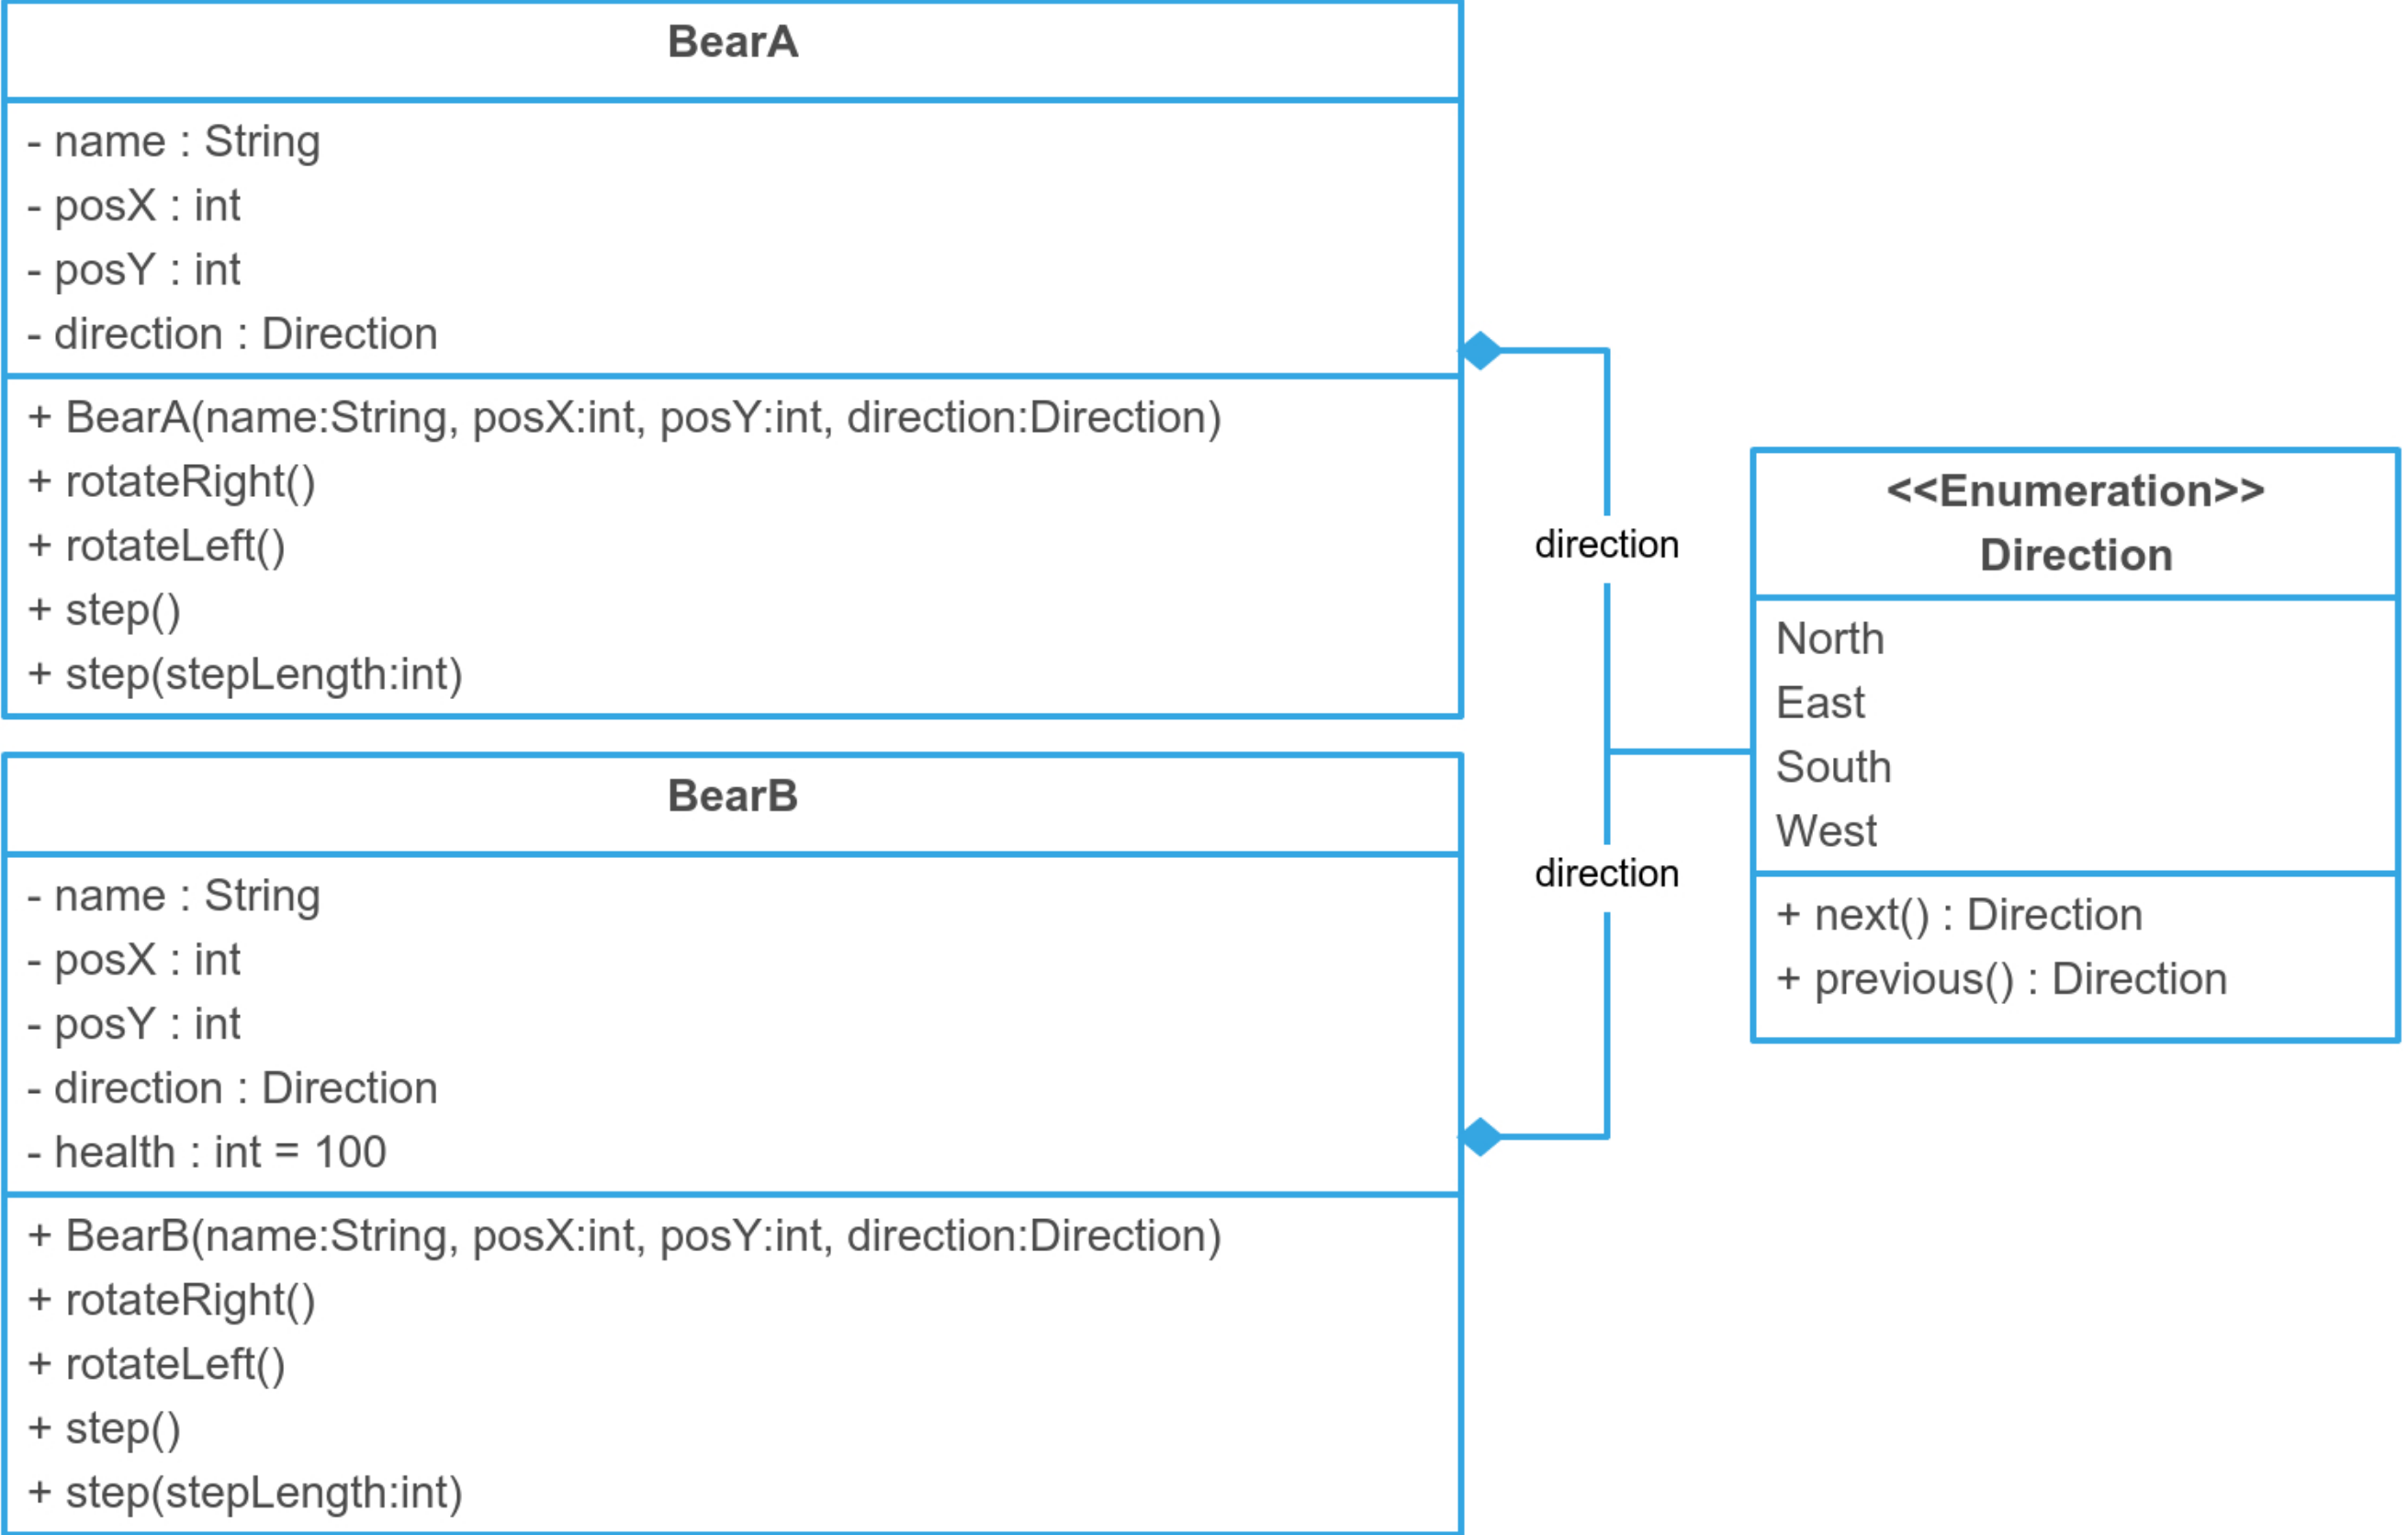 BearA
- name : String
- posX : int
- posY : int
- direction : Direction
+ BearA(name:String, posX:int, posY:int, direction:Direction)
+ rotateRight()
+ rotateLeft()
+ step()
+ step(stepLength:int)
BearB
- name : String
- posX : int
- posY : int
- direction : Direction
- health : int = 100
+ BearB(name:String, posX:int, posY:int, direction:Direction)
+ rotateRight()
+ rotateLeft()
+ step()
+ step(stepLength:int)
direction
direction
<<Enumeration>>
Direction
North
East
South
West
+ next() : Direction
+ previous() : Direction